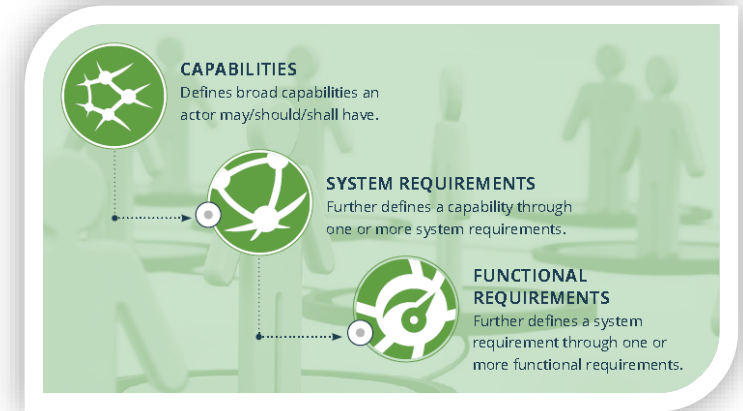 CAPABILITIES
Defines broad capabilities an
actor may/should/shall have.
SYSTEM REQUIREMENTS
Further defines a capability through
one or more system requirements.
FUNCTIONAL
REQUIREMENTS
Further defines a system
requirement through one or
more functional requirements.